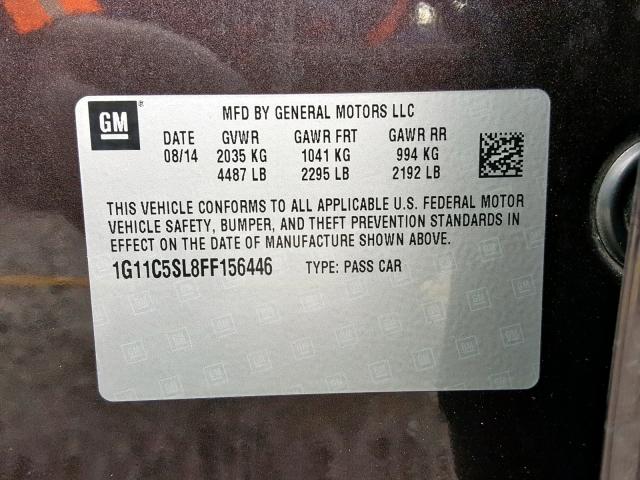 GM ®
MFD BY GENERAL MOTORS LLC
DATE GVWR GAWR FRT GAWR RR
08/14 2035 KG 1041 KG 994 KG
4487 LB 2295 LB 2192 LB
THIS VEHICLE CONFORMS TO ALL APPLICABLE U.S. FEDERAL MOTOR
VEHICLE SAFETY, BUMPER, AND THEFT PREVENTION STANDARDS IN
EFFECT ON THE DATE OF MANUFACTURE SHOWN ABOVE.
1G11C5SL8FF156446 TYPE: PASS CAR